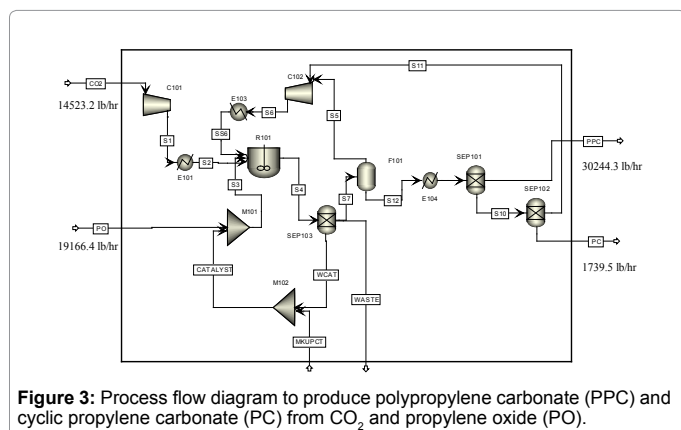 S11
C102
CO2
C101
14523.2 lb/hr
E103
S6
S5
S1
SS6
R101
F101
SEP101
PPC
S2
E101
S3
30244.3 lb/hr
S4
S7
S12
E104
SEP102
M101
S10
PO
SEP103
PC
19166.4 lb/hr
1739.5 lb/hr
CATALYST
M102
WCAT
WASTE
MKUPCT
Figure 3: Process flow diagram to produce polypropylene carbonate (PPC) and
cyclic propylene carbonate (PC) from CO₂ and propylene oxide (PO).